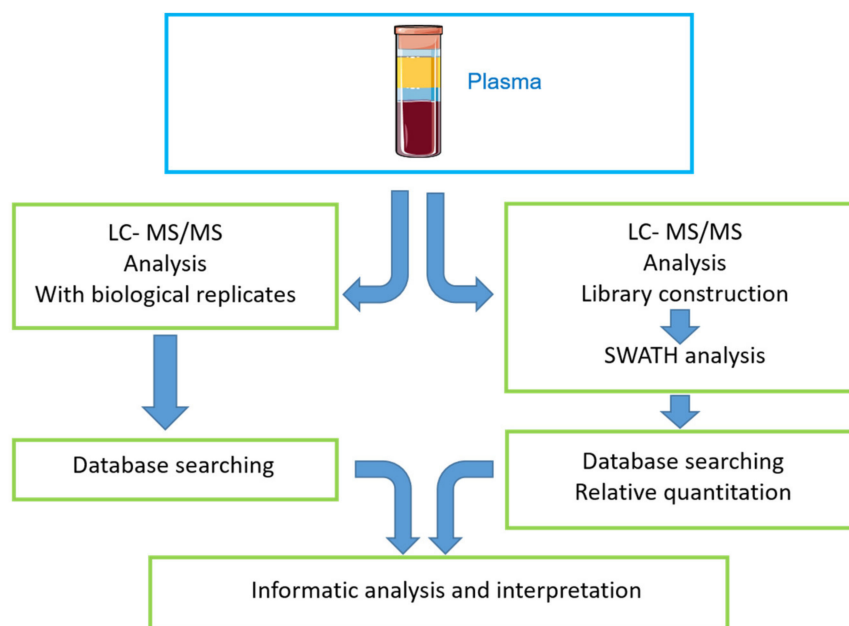 Plasma
LC- MS/MS
Analysis
With biological replicates
LC- MS/MS
Analysis
Library construction
SWATH analysis
Database searching
Database searching
Relative quantitation
Informatic analysis and interpretation